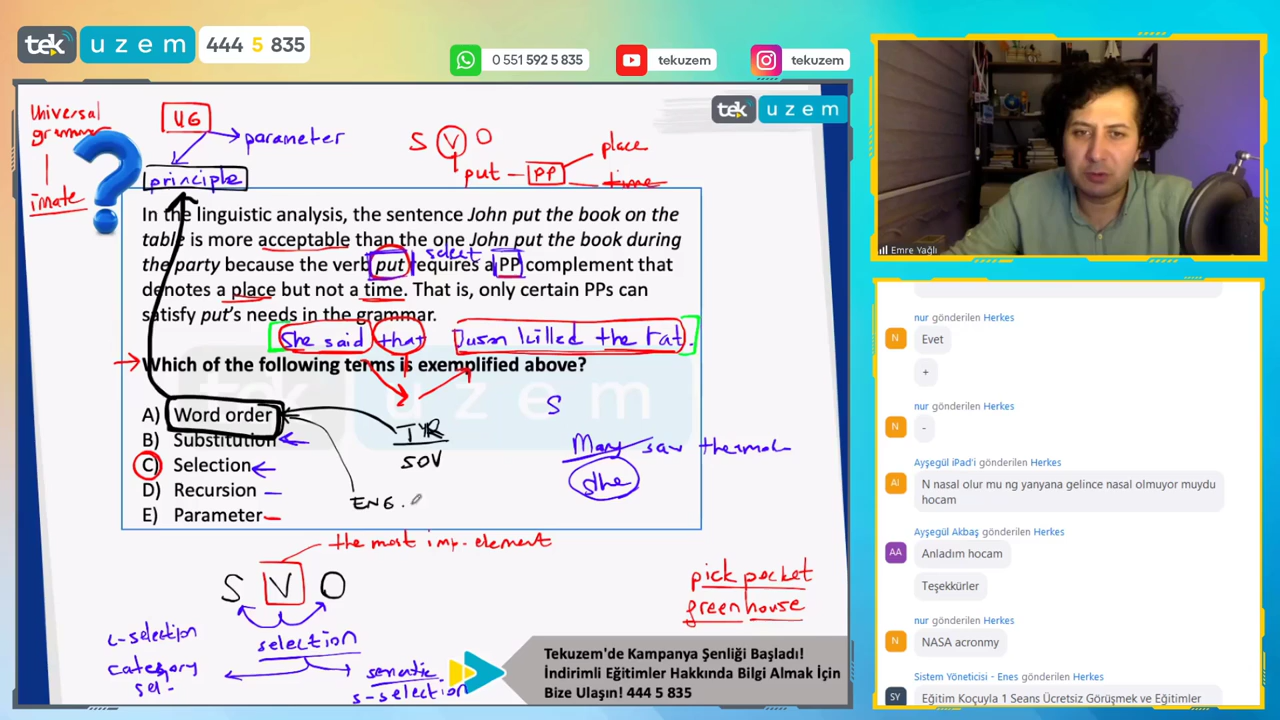 tek uzem 444 5 835
0 551 592 5 835
tekuzem
tekuzem
tek uzem
Universal
grammar
innate
UG
parameter
principle
S V O
put
PP
place
time
In the linguistic analysis, the sentence John put the book on the
table is more acceptable than the one John put the book during
the party because the verb put requires a PP complement that
select
denotes a place but not a time. That is, only certain PPs can
satisfy put's needs in the grammar.
She said that Jason killed the rat.
Which of the following terms is exemplified above?
A) Word order
B) Substitution
C) Selection
D) Recursion
E) Parameter
TYR
SOV
ENG.
S
Mary saw
she
the most imp. element
S V O
selection
c-selection
category
sel-
s-selection
pick pocket
greenhouse
Tekuzem'de Kampanya Şenliği Başladı!
İndirimli Eğitimler Hakkında Bilgi Almak İçin
Bize Ulaşın! 444 5 835
Emre Yağlı
nur gönderilen Herkes
N
Evet
+
nur gönderilen Herkes
N
-
Ayşegül iPad'i gönderilen Herkes
Aİ
N nasal olur mu ng yanyana gelince nasal olmuyor muydu
hocam
Ayşegül Akbaş gönderilen Herkes
AA
Anladım hocam
Teşekkürler
nur gönderilen Herkes
N
NASA acronmy
Sistem Yöneticisi - Enes gönderilen Herkes
SY
Eğitim Koçuyla 1 Seans Ücretsiz Görüşmek ve Eğitimler